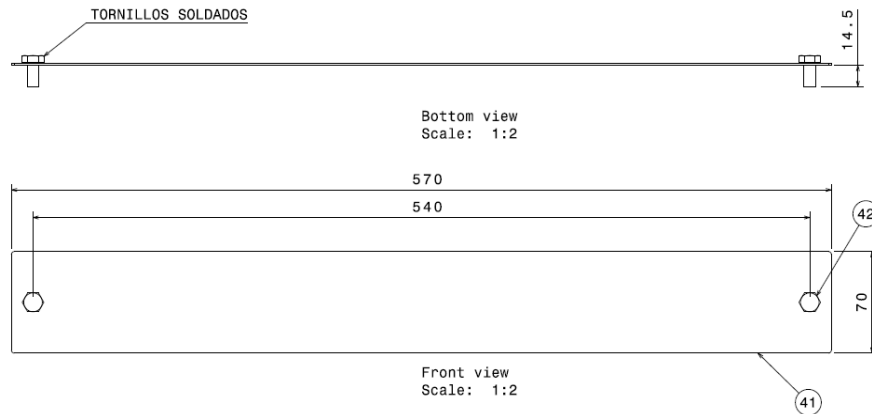 TORNILLOS SOLDADOS
14.5
Bottom view
Scale: 1:2
570
540
42
70
Front view
Scale: 1:2
41